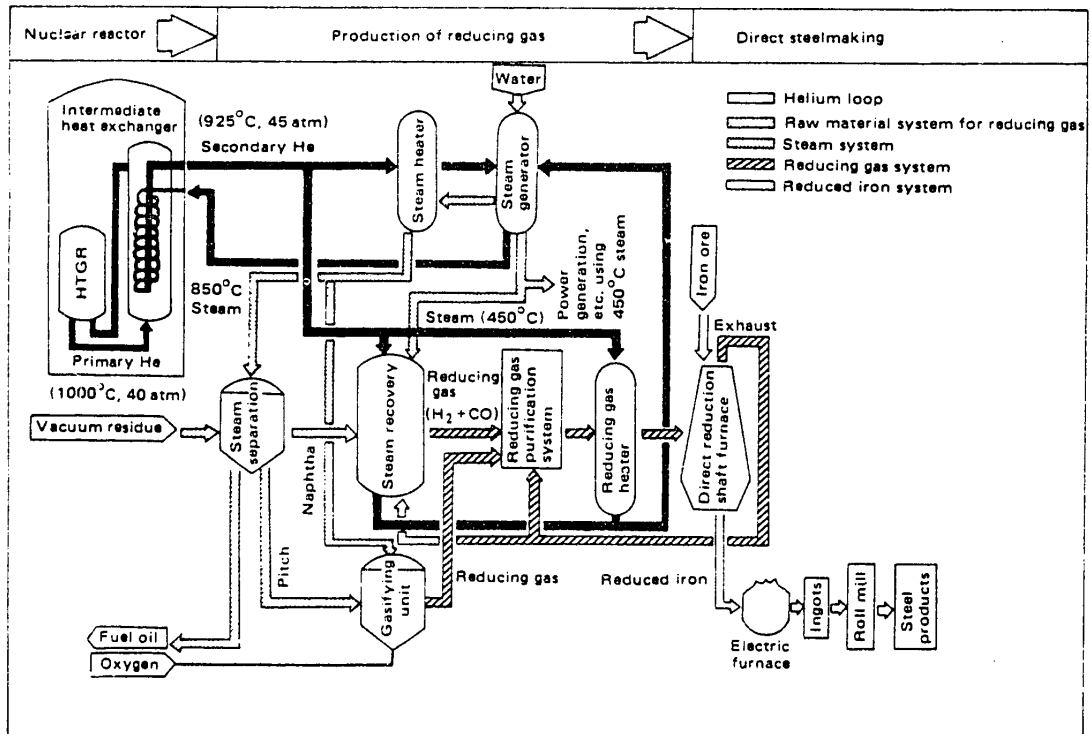 Nuclear reactor
Production of reducing gas
Direct steelmaking
Water
Intermediate
heat exchanger
(925°C, 45 atm)
Secondary He
Steam heater
Steam
generator
Helium loop
Raw material system for reducing gas
Steam system
Reducing gas system
Reduced iron system
HTGR
850°C
Steam
Primary He
(1000°C, 40 atm)
Steam (450°C)
Power
generation,
etc. using
450°C steam
Iron ore
Exhaust
Vacuum residue
Steam
separation
Naphtha
Steam recovery
Reducing
gas
(H₂+CO)
Reducing gas
purification
system
Reducing gas
heater
Direct reduction
shaft furnace
Pitch
Gasifying
unit
Reducing gas
Reduced iron
Fuel oil
Oxygen
Electric
furnace
Ingots
Roll mill
Steel
products